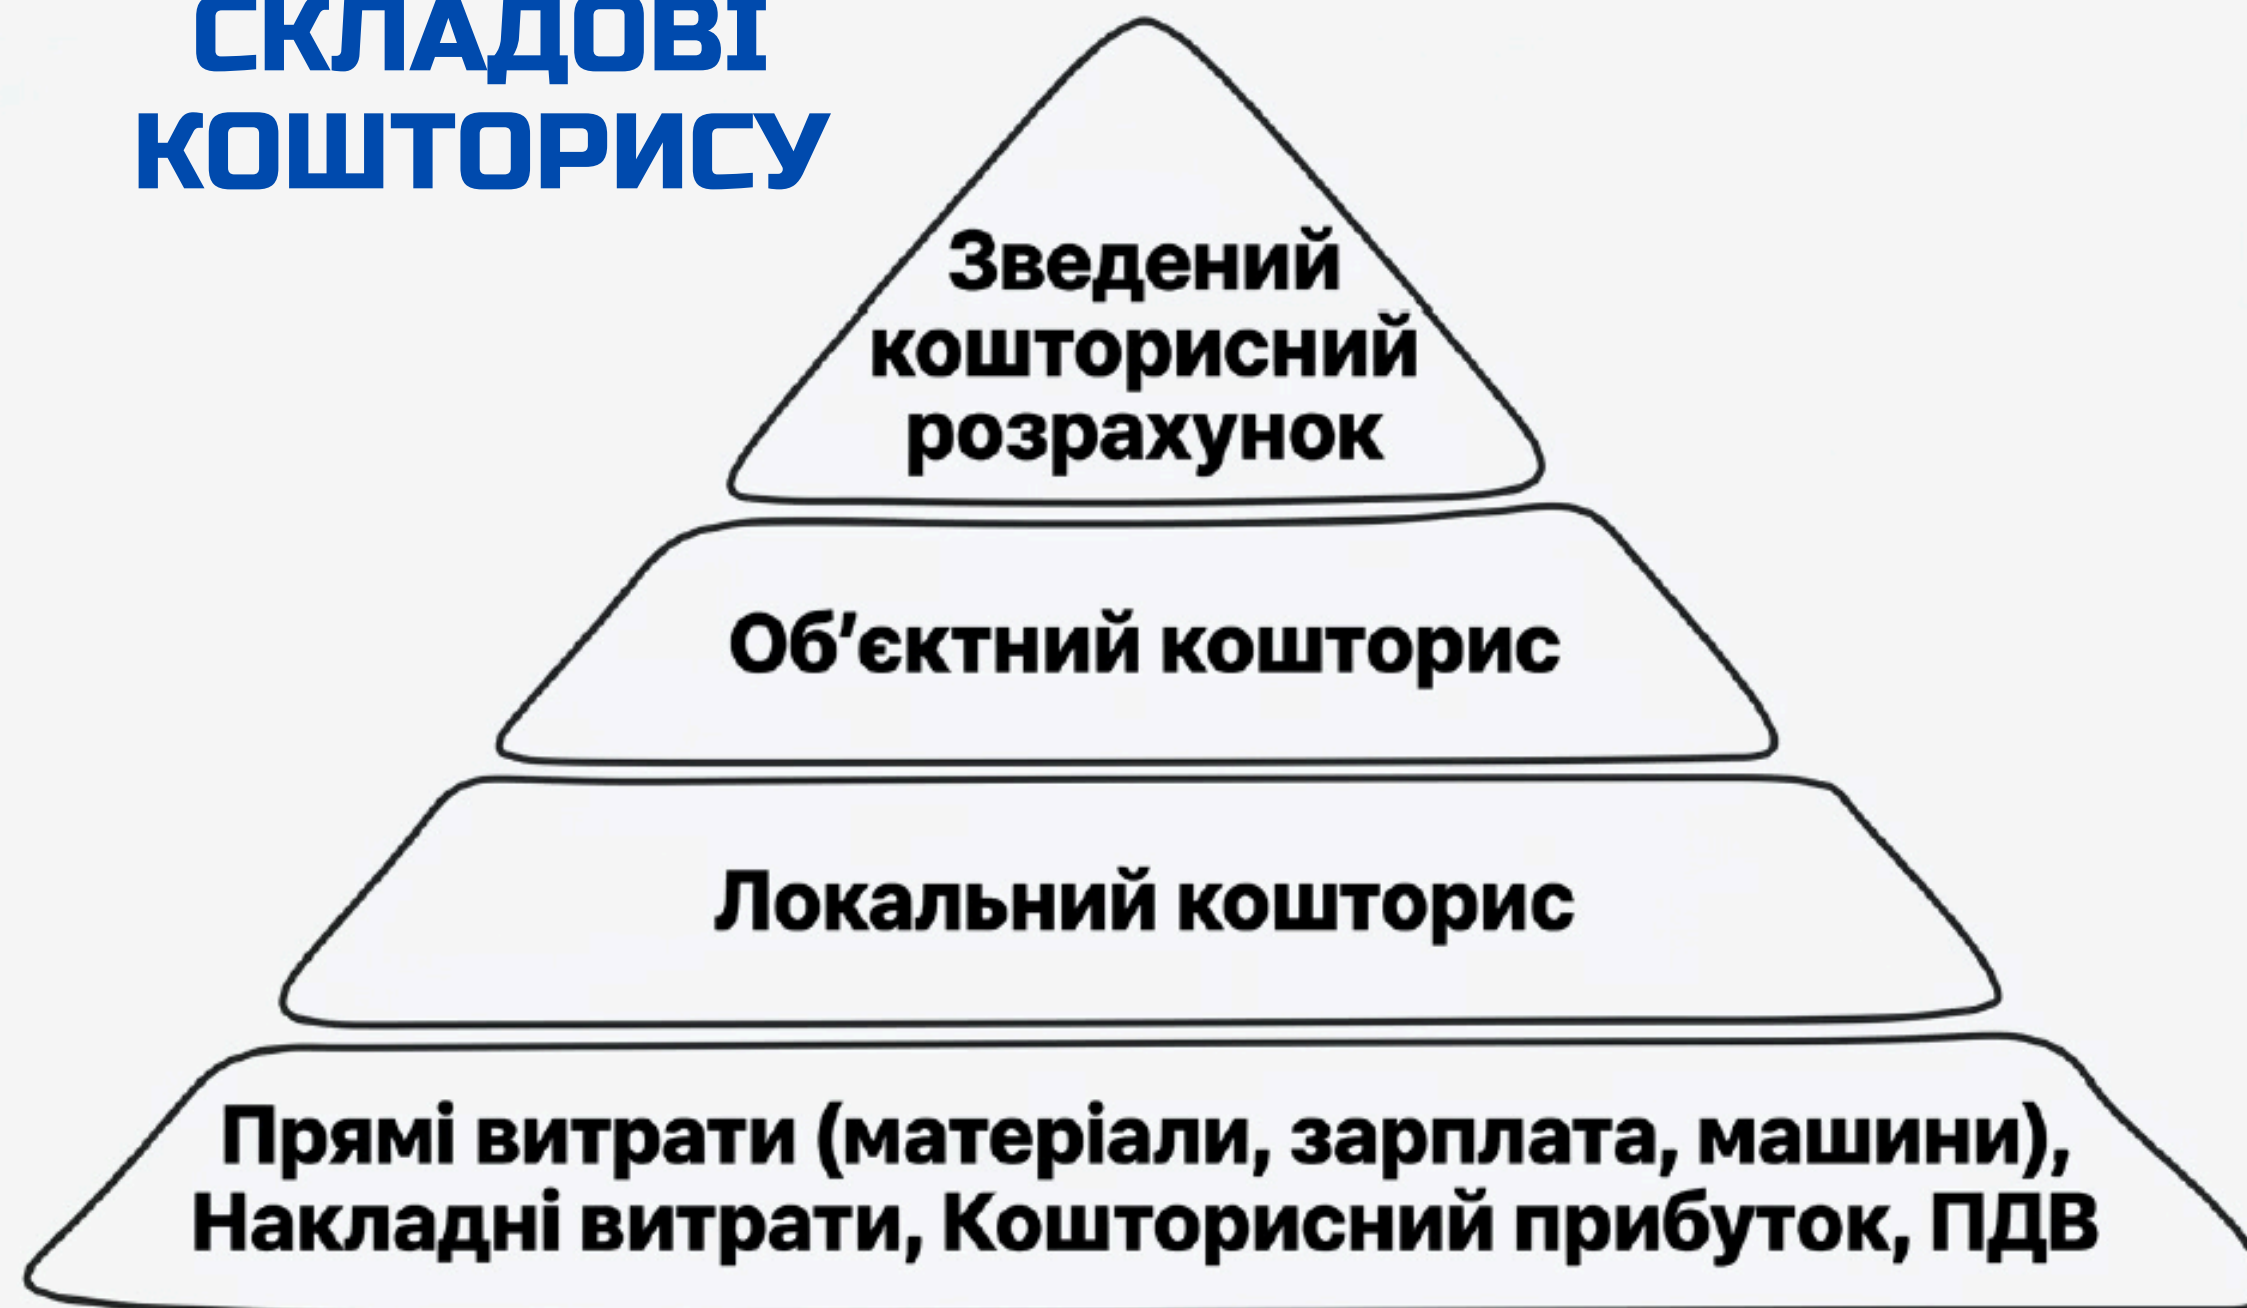 СКЛАДОВІ
КОШТОРИСУ
Зведений
кошторисний
розрахунок
Об’єктний кошторис
Локальний кошторис
Прямі витрати (матеріали, зарплата, машини),
Накладні витрати, Кошторисний прибуток, ПДВ